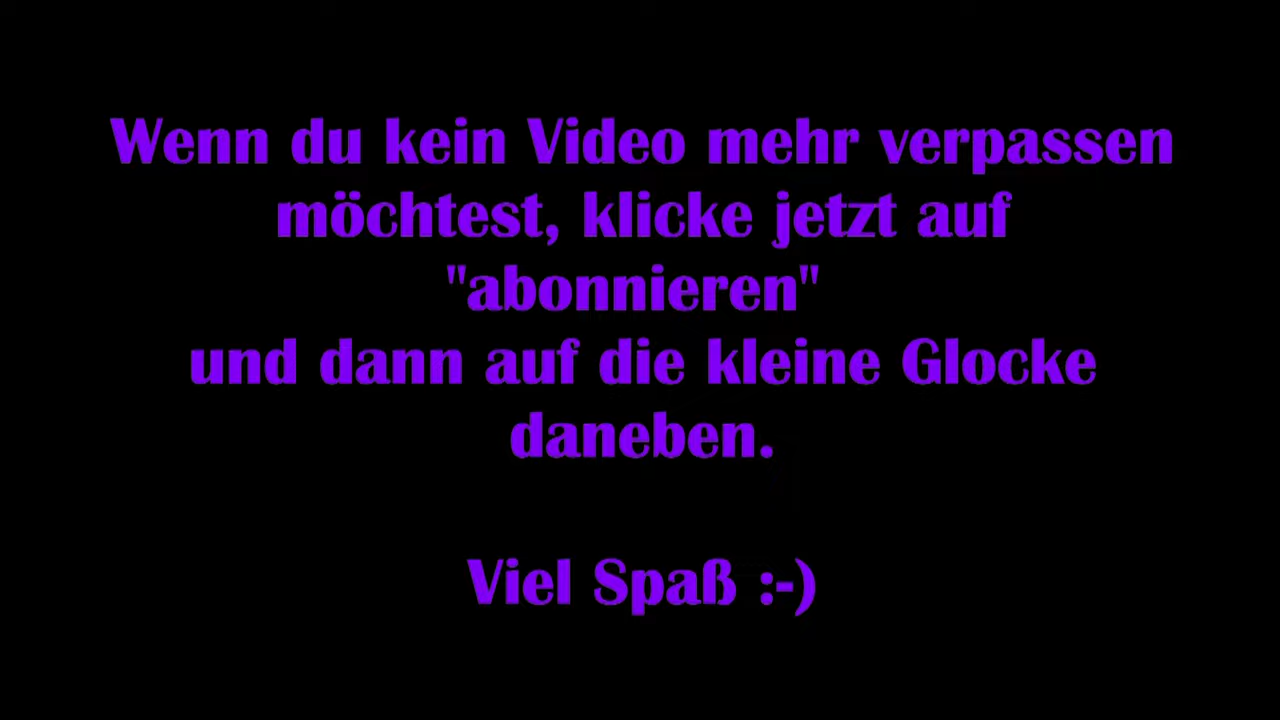 Wenn du kein Video mehr verpassen
möchtest, klicke jetzt auf
"abonnieren"
und dann auf die kleine Glocke
daneben.
Viel Spaß :-)